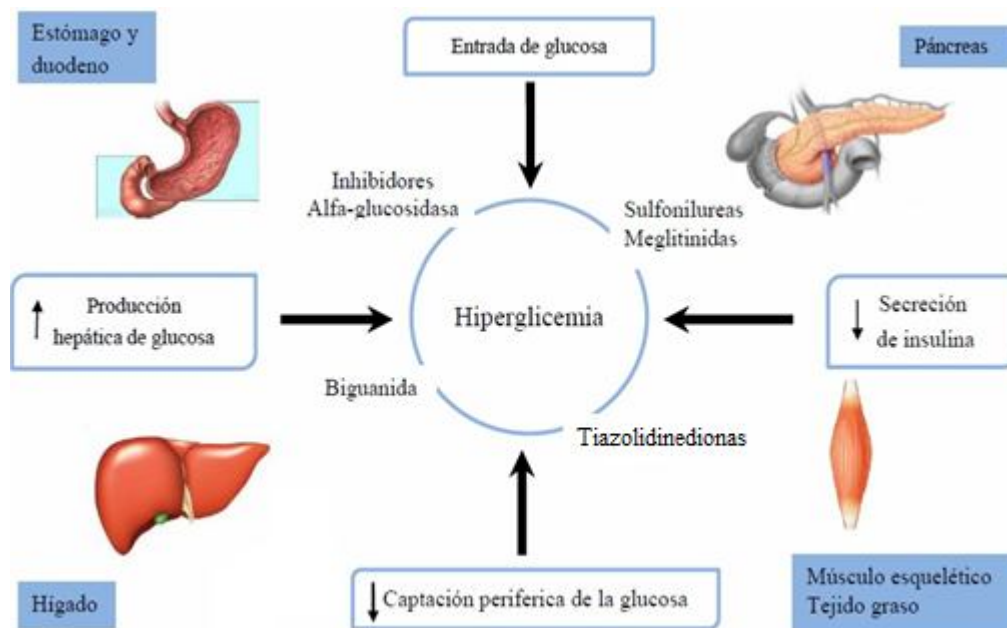 Estómago y
duodeno
Entrada de glucosa
Páncreas
Inhibidores
Alfa-glucosidasa
Sulfonilureas
Meglitinidas
Producción
hepática de glucosa
Hiperglicemia
Secreción
de insulina
Biguanida
Tiazolidinedionas
Hígado
Captación periferica de la glucosa
Músculo esquelético
Tejido graso